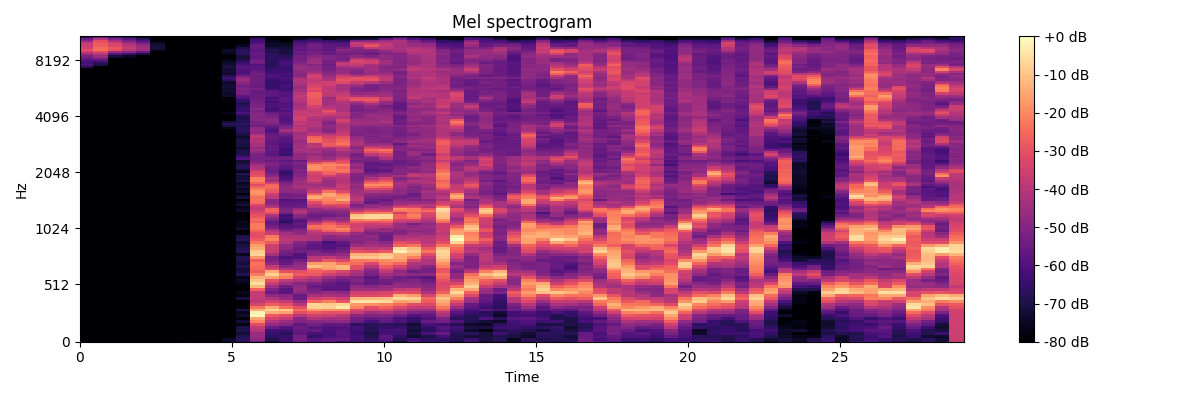 Mel spectrogram
8192
4096
2048
1024
512
0
Hz
0 5 10 15 20 25
Time
+0 dB
-10 dB
-20 dB
-30 dB
-40 dB
-50 dB
-60 dB
-70 dB
-80 dB